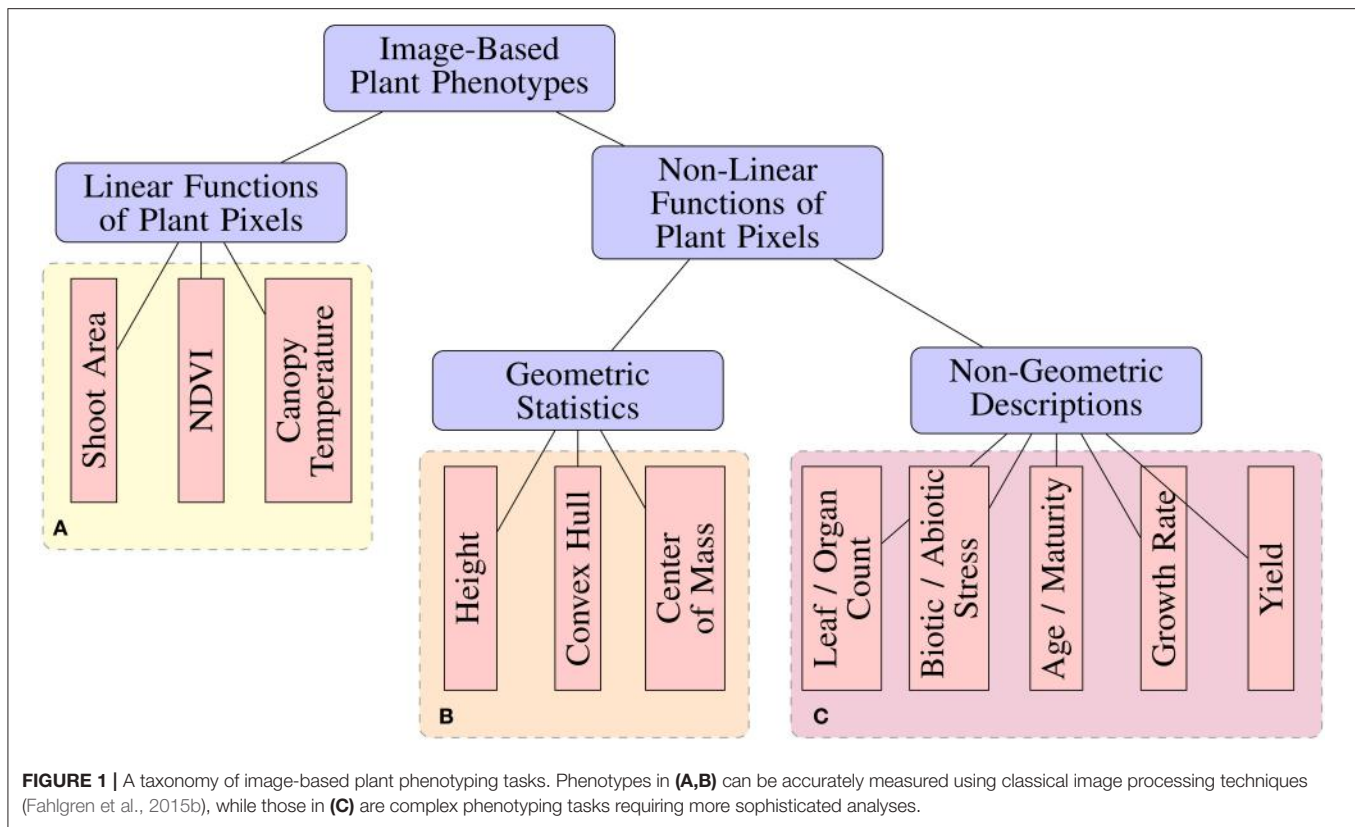 Image-Based
Plant Phenotypes
Linear Functions
of Plant Pixels
Non-Linear
Functions of
Plant Pixels
Shoot Area
NDVI
Canopy
Temperature
A
Geometric
Statistics
Non-Geometric
Descriptions
Height
Convex Hull
Center
of Mass
B
Leaf / Organ
Count
Biotic / Abiotic
Stress
Age / Maturity
Growth Rate
Yield
C
FIGURE 1 | A taxonomy of image-based plant phenotyping tasks. Phenotypes in (A,B) can be accurately measured using classical image processing techniques
(Fahlgren et al., 2015b), while those in (C) are complex phenotyping tasks requiring more sophisticated analyses.